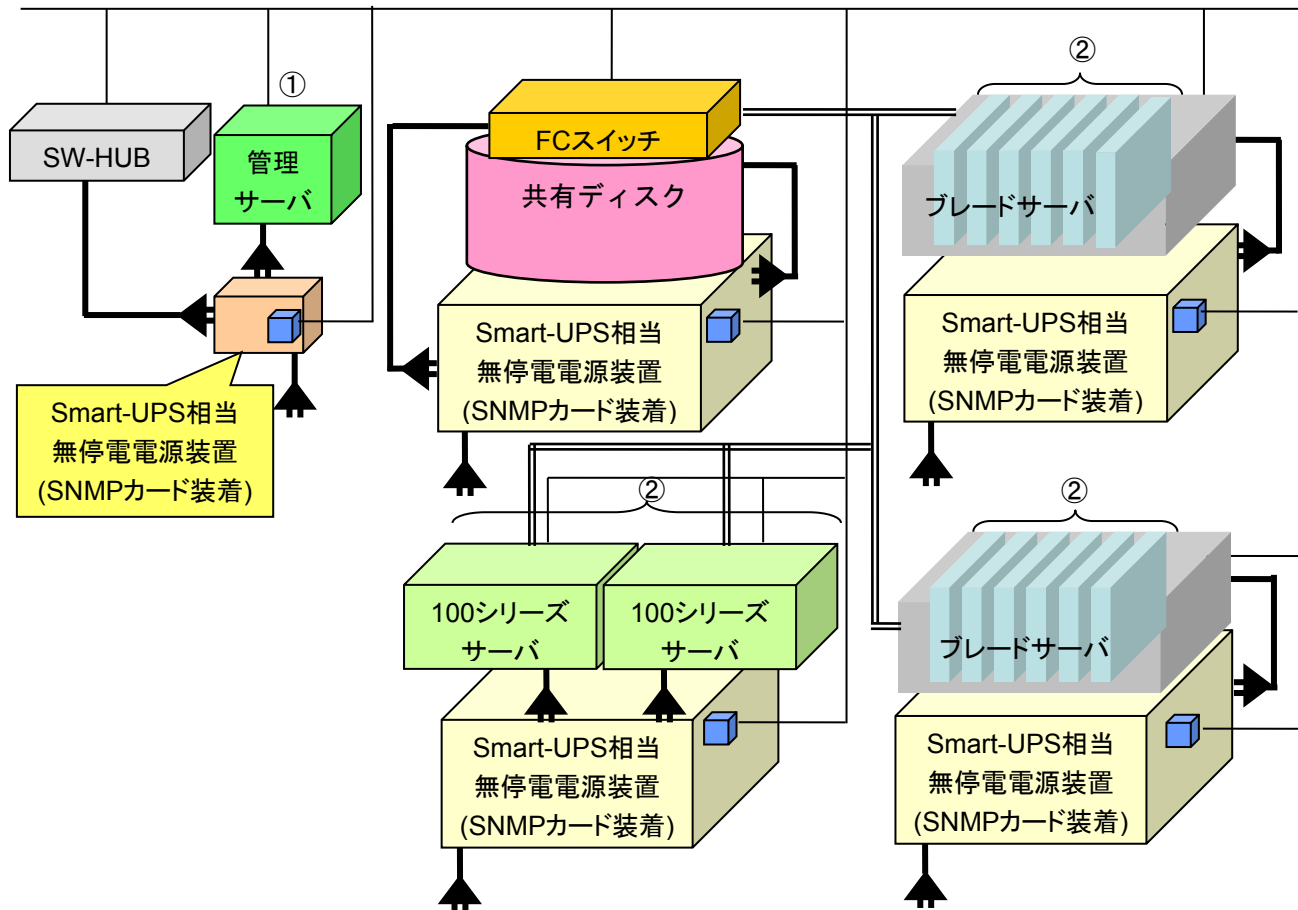 ①
SW-HUB
管理
サーバ
Smart-UPS相当
無停電電源装置
(SNMPカード装着)
FCスイッチ
共有ディスク
Smart-UPS相当
無停電電源装置
(SNMPカード装着)
②
ブレードサーバ
Smart-UPS相当
無停電電源装置
(SNMPカード装着)
②
100シリーズ
サーバ
100シリーズ
サーバ
Smart-UPS相当
無停電電源装置
(SNMPカード装着)
②
ブレードサーバ
Smart-UPS相当
無停電電源装置
(SNMPカード装着)